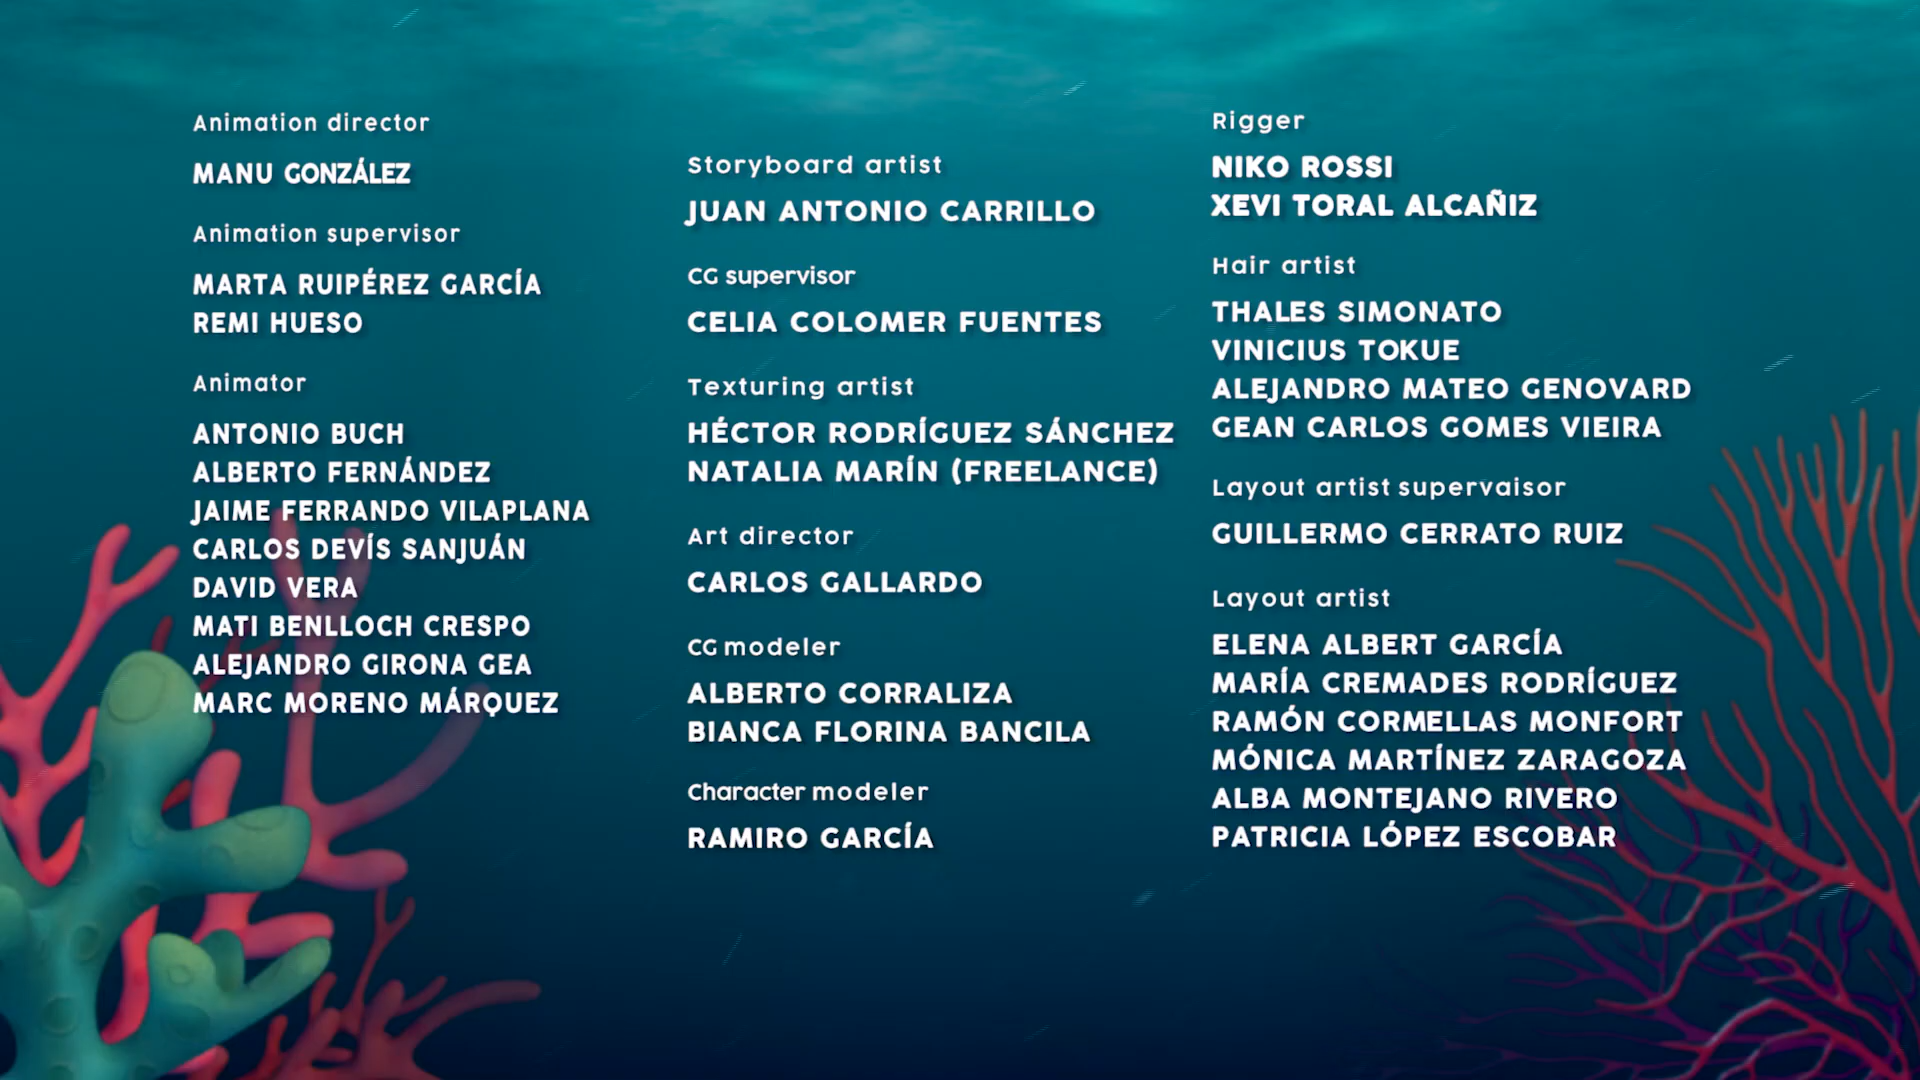 Animation director
MANU GONZÁLEZ
Animation supervisor
MARTA RUIPÉREZ GARCÍA
REMI HUESO
Animator
ANTONIO BUCH
ALBERTO FERNÁNDEZ
JAIME FERRANDO VILAPLANA
CARLOS DEVÍS SANJUÁN
DAVID VERA
MATI BENLLOCH CRESPO
ALEJANDRO GIRONA GEA
MARC MORENO MÁRQUEZ
Storyboard artist
JUAN ANTONIO CARRILLO
CG supervisor
CELIA COLOMER FUENTES
Texturing artist
HÉCTOR RODRÍGUEZ SÁNCHEZ
NATALIA MARÍN (FREELANCE)
Art director
CARLOS GALLARDO
CG modeler
ALBERTO CORRALIZA
BIANCA FLORINA BANCILA
Character modeler
RAMIRO GARCÍA
Rigger
NIKO ROSSI
XEVI TORAL ALCAÑIZ
Hair artist
THALES SIMONATO
VINICIUS TOKUE
ALEJANDRO MATEO GENOVARD
GEAN CARLOS GOMES VIEIRA
Layout artist supervaisor
GUILLERMO CERRATO RUIZ
Layout artist
ELENA ALBERT GARCÍA
MARÍA CREMADES RODRÍGUEZ
RAMÓN CORMELLAS MONFORT
MÓNICA MARTÍNEZ ZARAGOZA
ALBA MONTEJANO RIVERO
PATRICIA LÓPEZ ESCOBAR